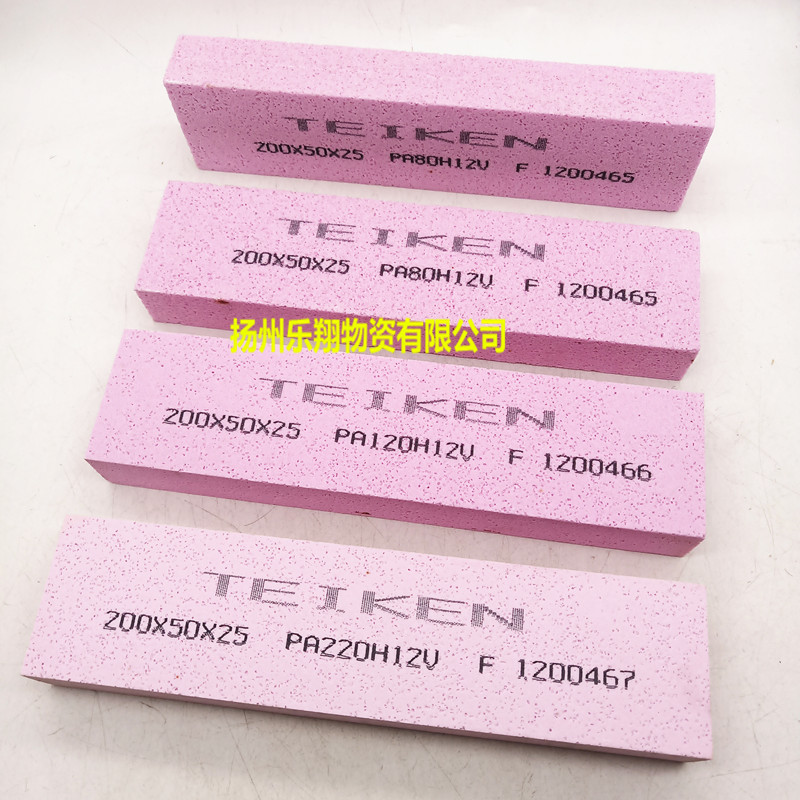 TEIKEN
200X50X25 PA80H12V F 1200465
TEIKEN
200X50X25 PA80H12V F 1200465
扬州乐翔物资有限公司
TEIKEN
200X50X25 PA120H12V F 1200466
TEIKEN
200X50X25 PA220H12V F 1200467